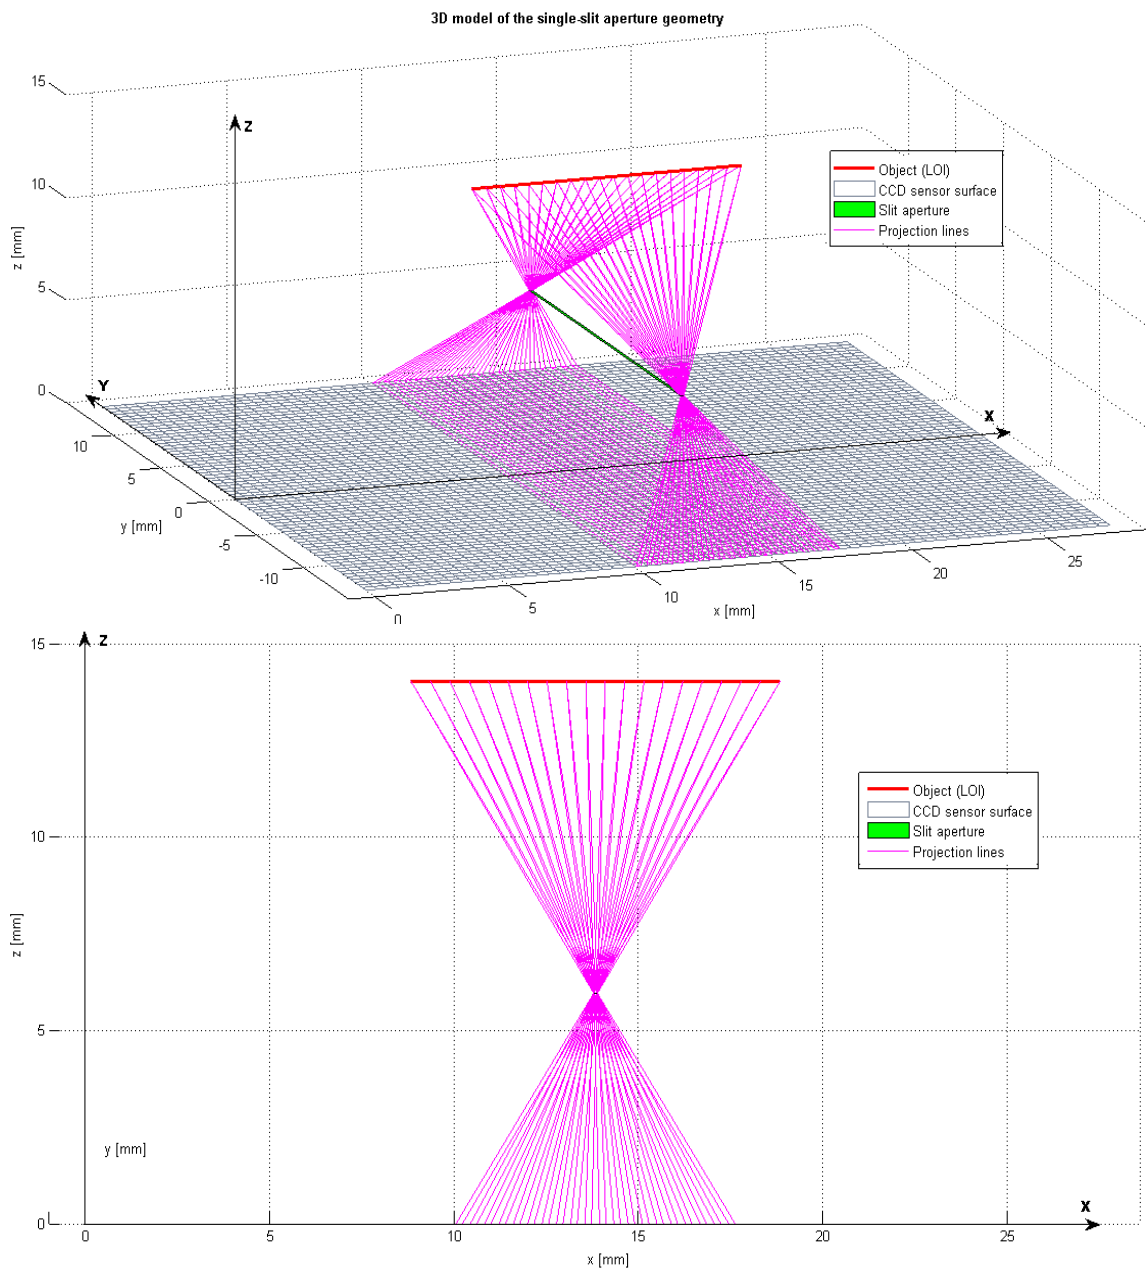 3D model of the single-slit aperture geometry
15
10
5
0
z [mm]
Z
Y
X
Object (LOI)
CCD sensor surface
Slit aperture
Projection lines
10
5
0
-5
-10
y [mm]
0
5
10
15
20
25
x [mm]
Z
15
10
5
0
z [mm]
Object (LOI)
CCD sensor surface
Slit aperture
Projection lines
y [mm]
X
0
5
10
15
20
25
x [mm]